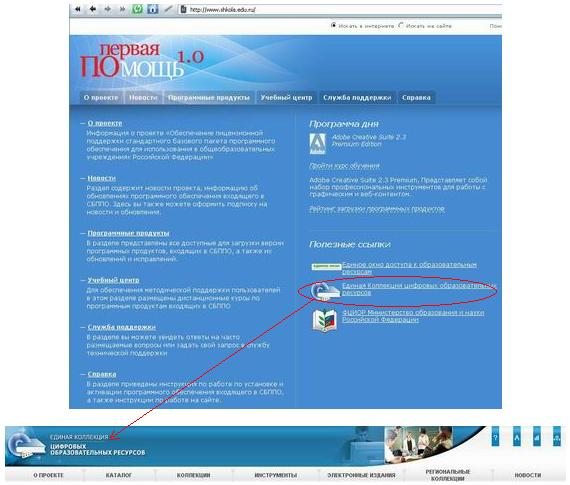 http://www.shkola.edu.ru/
Искать в интернете Искать на сайте
первая
ПОмощь 1.0
О проекте Новости Программные продукты Учебный центр Служба поддержки Справка
— О проекте
Информация о проекте «Обеспечение лицензионной
поддержки стандартного базового пакета программного
обеспечения для использования в общеобразовательных
учреждениях Российской Федерации»
— Новости
Раздел содержит новости проекта, информацию об
обновлениях программного обеспечения входящего в
СБППО. Здесь вы также можете оформить подписку на
новости и обновления.
— Программные продукты
В разделе представлены все доступные для загрузки версии
программных продуктов, входящих в СБППО, а также их
обновлений и исправлений.
— Учебный центр
Для обеспечения методической поддержки пользователей
в этом разделе размещены дистанционные курсы по
программным продуктам входящих в СБППО
— Служба поддержки
В разделе вы можете увидеть ответы на часто
размещаемые вопросы или задать свой запрос в службу
технической поддержки
— Справка
В разделе приведены инструкция по работе по установке и
активации программного обеспечения входящего в СБППО,
а также инструкции по работе на сайте.
Программа дня
Adobe Creative Suite 2.3
Premium Edition
Adobe
Пройти курс обучения
Adobe Creative Suite 2.3 Premium, Представляет собой
набор профессиональных инструментов для работы с
графическим и веб-контентом.
Рейтинг загрузки программных продуктов
Полезные ссылки
Единое окно доступа к образовательным
ресурсам
Единая Коллекция цифровых образовательных
ресурсов
ФЦИОР Министерство образования и науки
Российской Федерации
ЕДИНАЯ КОЛЛЕКЦИЯ
ЦИФРОВЫХ
ОБРАЗОВАТЕЛЬНЫХ РЕСУРСОВ
? А
О ПРОЕКТЕ КАТАЛОГ КОЛЛЕКЦИИ ИНСТРУМЕНТЫ ЭЛЕКТРОННЫЕ ИЗДАНИЯ РЕГИОНАЛЬНЫЕ КОЛЛЕКЦИИ НОВОСТИ